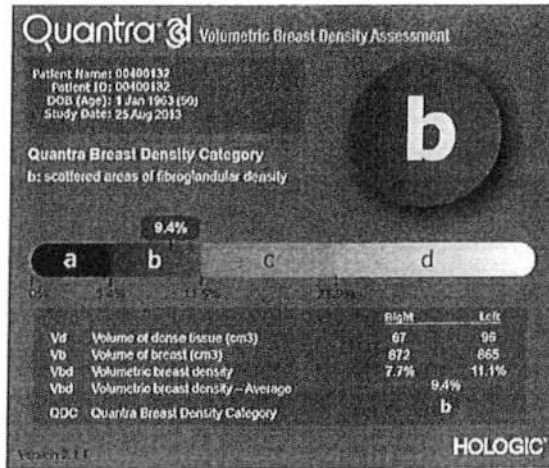 Quantra 3d Volumetric Breast Density Assessment
Patient Name: 00400132
Patient ID: 00400132
DOB (Age): 1 Jan 1963 (50)
Study Date: 25 Aug 2013
b
Quantra Breast Density Category
b: scattered areas of fibroglandular density
9.4%
a b c d
Right Left
Vd Volume of dense tissue (cm3) 67 96
Vb Volume of breast (cm3) 872 865
Vbd Volumetric breast density 7.7% 11.1%
Vbd Volumetric breast density – Average 9.4%
QDC Quantra Breast Density Category b
HOLOGIC